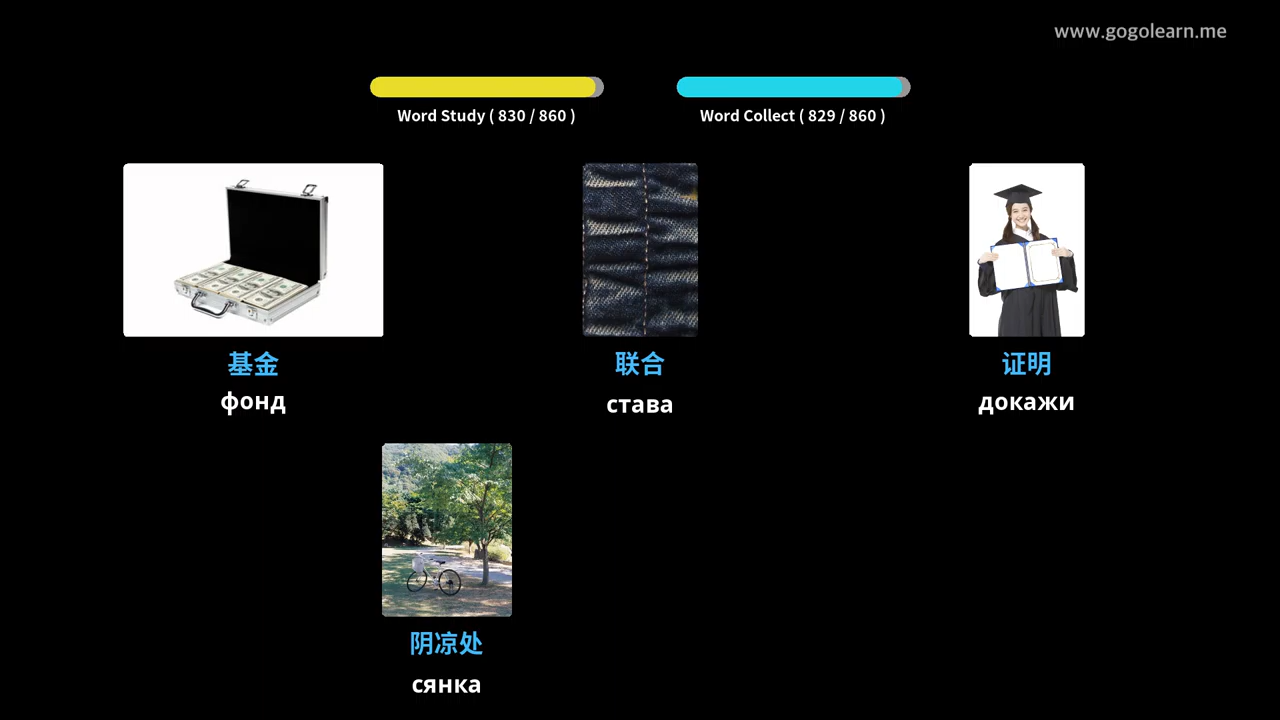 www.gogolearn.me
Word Study ( 830 / 860 )
Word Collect ( 829 / 860 )
基金
фонд
联合
става
证明
докажи
阴凉处
сянка